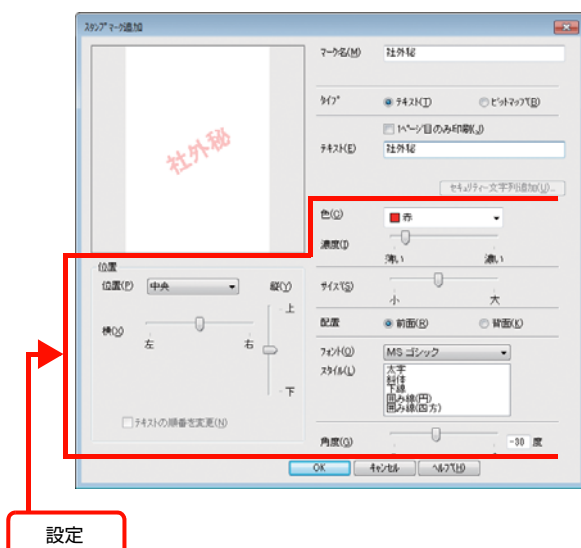 スタンプマーク追加
マーク名(M) 社外秘
タイプ テキスト(T) ビットマップ(B)
1ページ目のみ印刷(J)
テキスト(E) 社外秘
セキュリティー文字列追加(U)...
社外秘
色(C) 赤
濃度(I)
薄い 濃い
サイズ(S)
小 大
配置 前面(R) 背面(K)
フォント(O) MS ゴシック
スタイル(L) 太字
斜体
下線
囲み線(円)
囲み線(四方)
角度(G) -30 度
位置
位置(P) 中央 縦(Y)
上
横(X)
左 右
下
テキストの順番を変更(N)
OK キャンセル ヘルプ(H)
設定